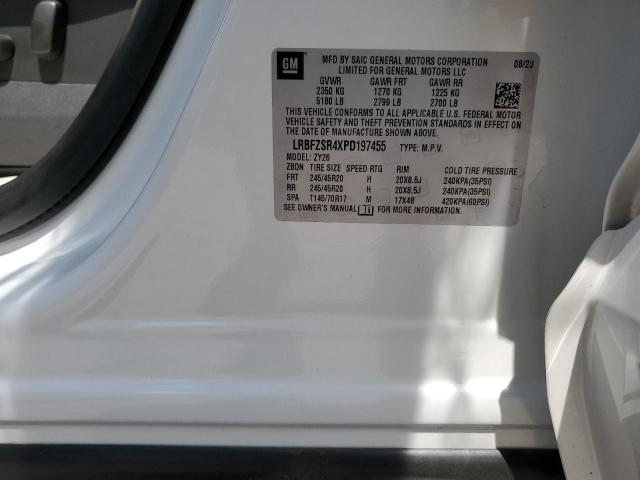 GM
MFD BY SAIC GENERAL MOTORS CORPORATION 08/23
LIMITED FOR GENERAL MOTORS LLC
GVWR GAWR FRT GAWR RR
2350 KG 1270 KG 1225 KG
5180 LB 2799 LB 2700 LB
THIS VEHICLE CONFORMS TO ALL APPLICABLE U.S. FEDERAL MOTOR
VEHICLE SAFETY AND THEFT PREVENTION STANDARDS IN EFFECT
ON THE DATE OF MANUFACTURE SHOWN ABOVE.
LRBFZSR4XPD197455 TYPE: M.P.V.
MODEL: ZY26
ZBDN TIRE SIZE SPEED RTG RIM COLD TIRE PRESSURE
FRT 245/45R20 H 20X8.5J 240KPA(35PSI)
RR 245/45R20 H 20X8.5J 240KPA(35PSI)
SPA T145/70R17 M 17X4B 420KPA(60PSI)
SEE OWNER'S MANUAL FOR MORE INFORMATION.